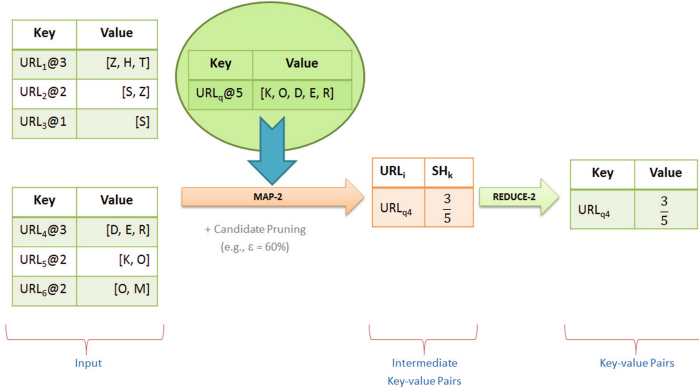 Key Value
URL₁@3 [Z, H, T]
URL₂@2 [S, Z]
URL₃@1 [S]
Key Value
URLq@5 [K, O, D, E, R]
Key Value
URL₄@3 [D, E, R]
URL₅@2 [K, O]
URL₆@2 [O, M]
MAP-2
+ Candidate Pruning
(e.g., ε = 60%)
URLᵢ SHₖ
URLq4 3/5
REDUCE-2
Key Value
URLq4 3/5
Input
Intermediate
Key-value Pairs
Key-value Pairs